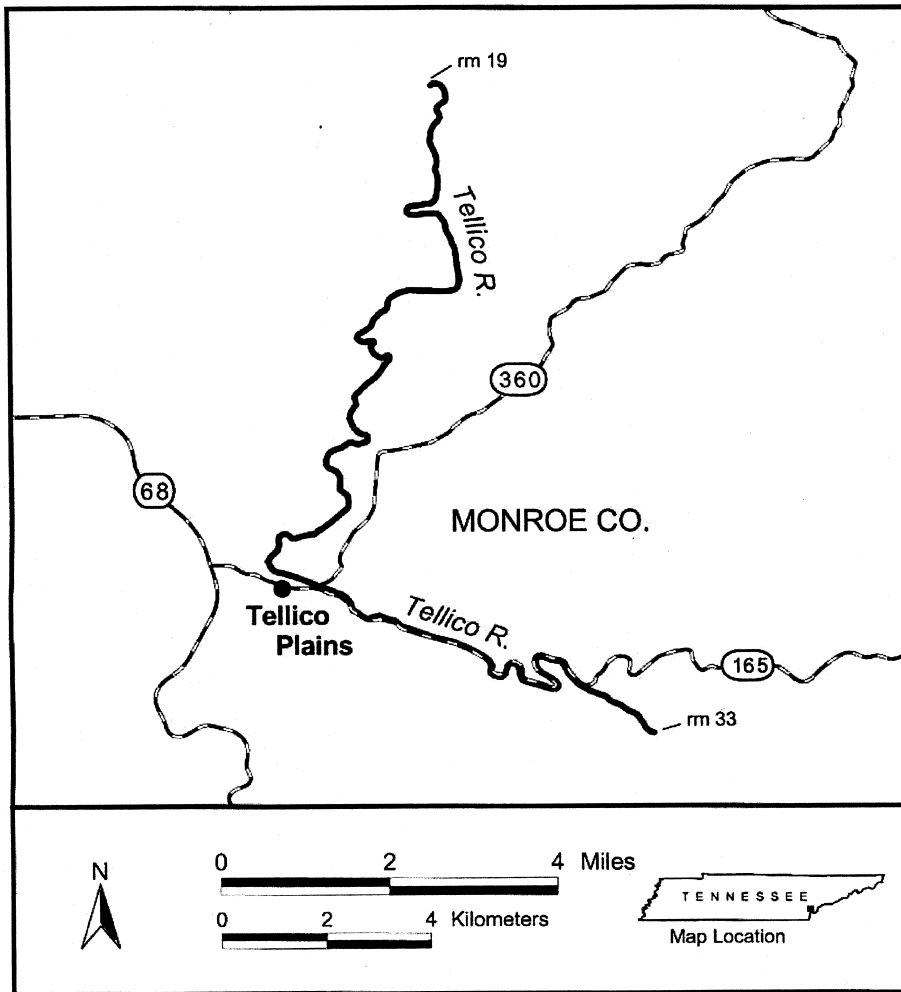 rm 19
Tellico R.
360
68
MONROE CO.
Tellico
Plains
Tellico R.
165
rm 33
N
0 2 4 Miles
0 2 4 Kilometers
TENNESSEE
Map Location